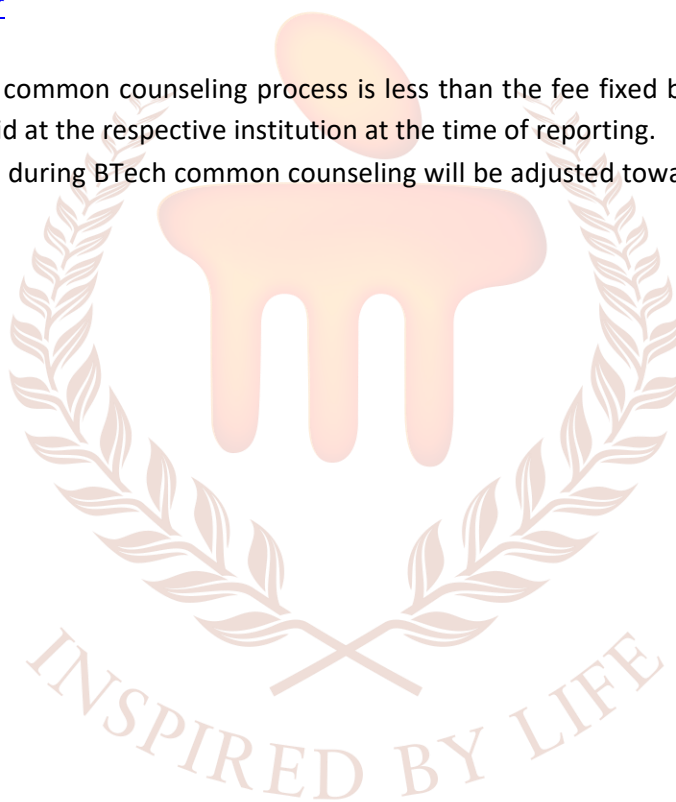 common counseling process is less than the fee fixed b
id at the respective institution at the time of reporting.
during BTech common counseling will be adjusted towa
INSPIRED BY LIFE